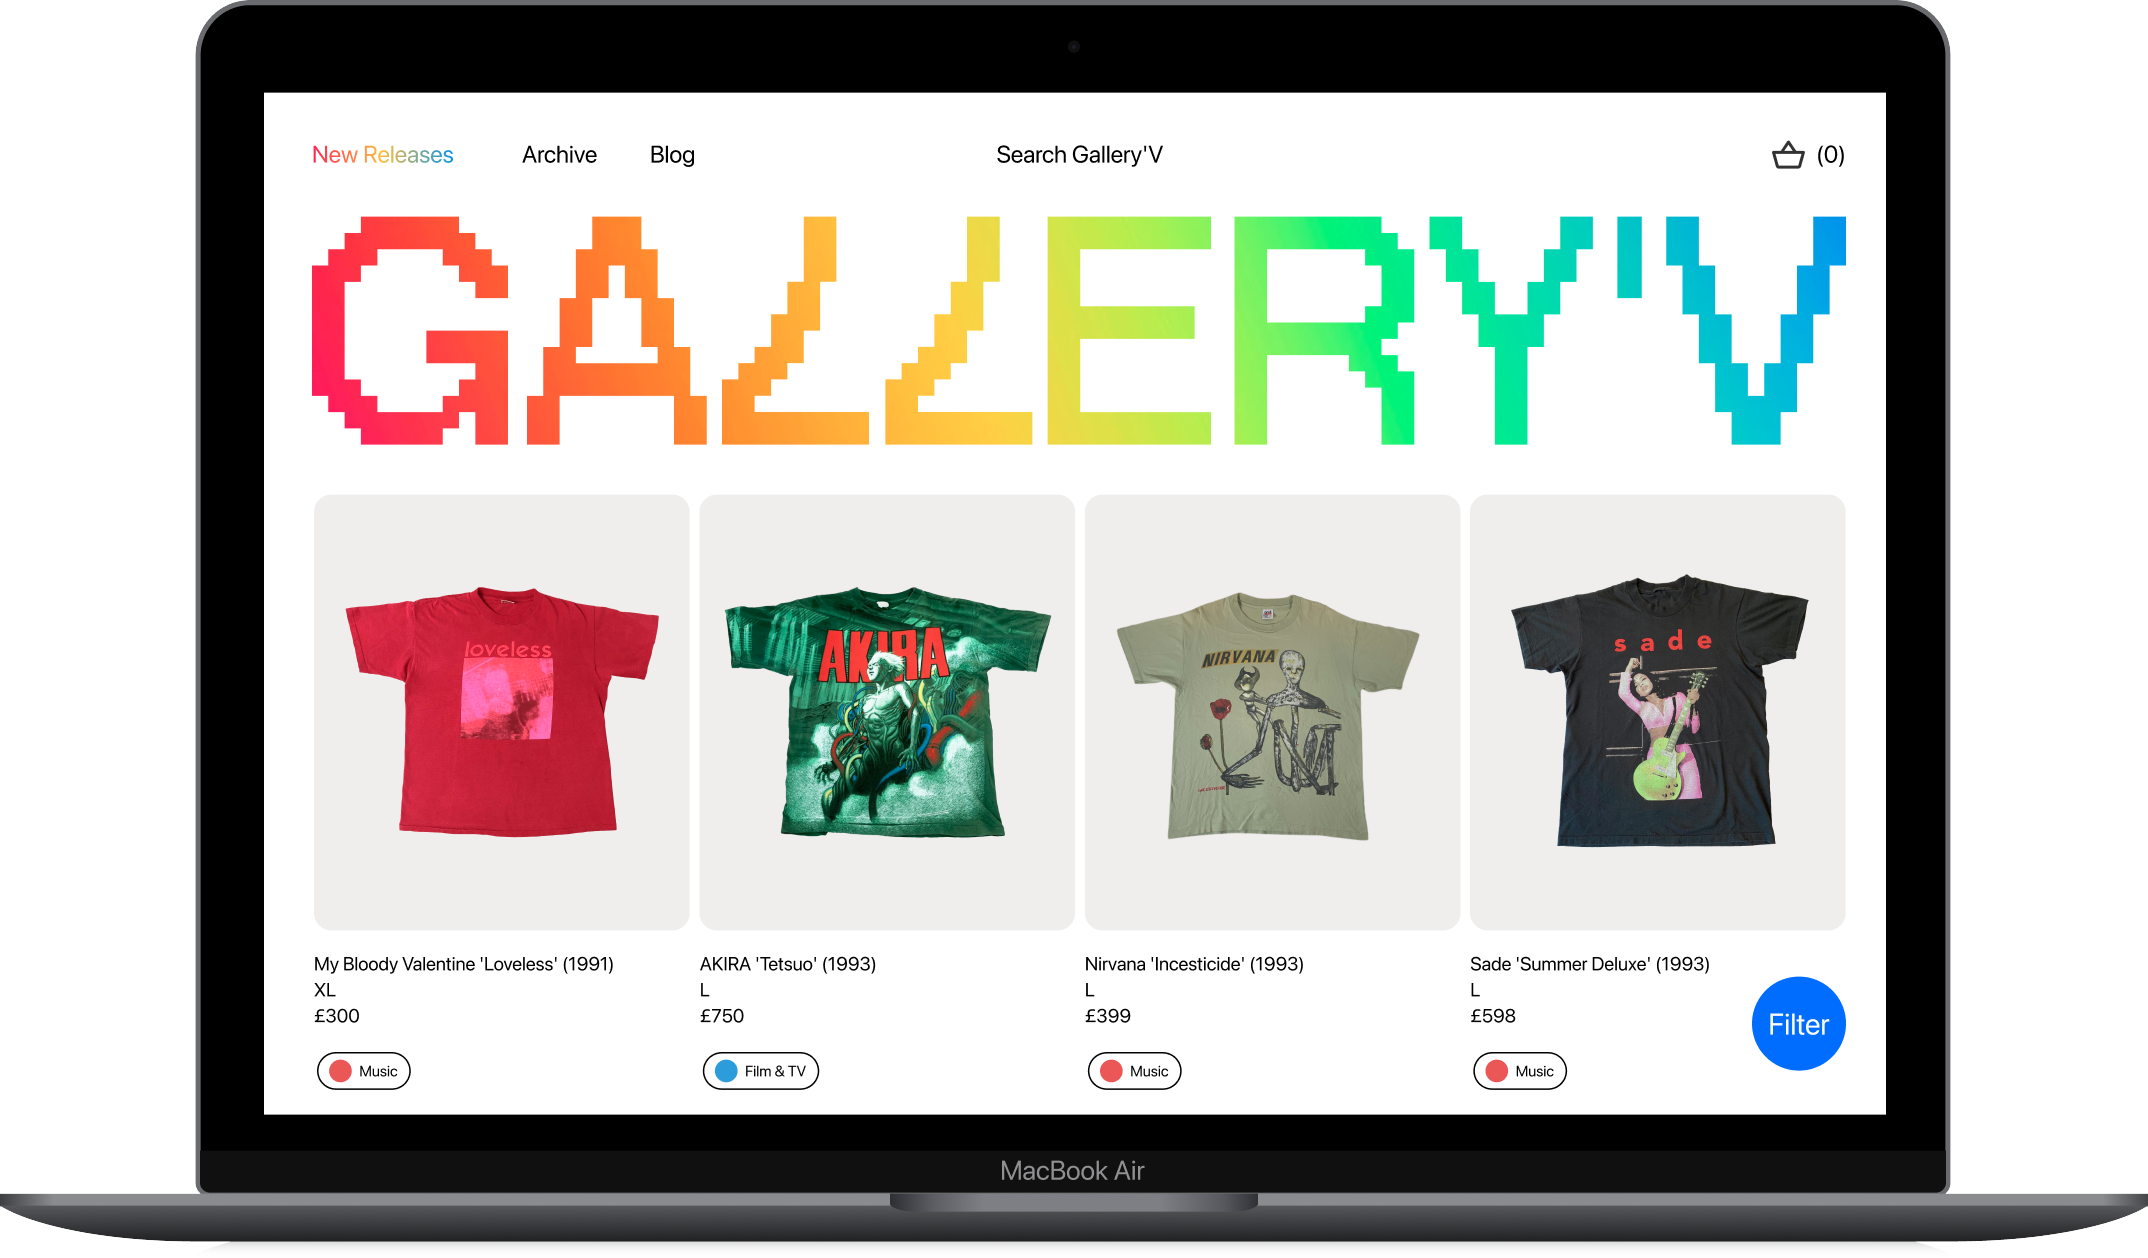 New Releases Archive Blog Search Gallery'V (0)
GALLERY'V
loveless
AKIRA
NIRVANA
sade
My Bloody Valentine 'Loveless' (1991)
XL
£300
Music
AKIRA 'Tetsuo' (1993)
L
£750
Film & TV
Nirvana 'Incesticide' (1993)
L
£399
Music
Sade 'Summer Deluxe' (1993)
L
£598
Music
Filter
MacBook Air